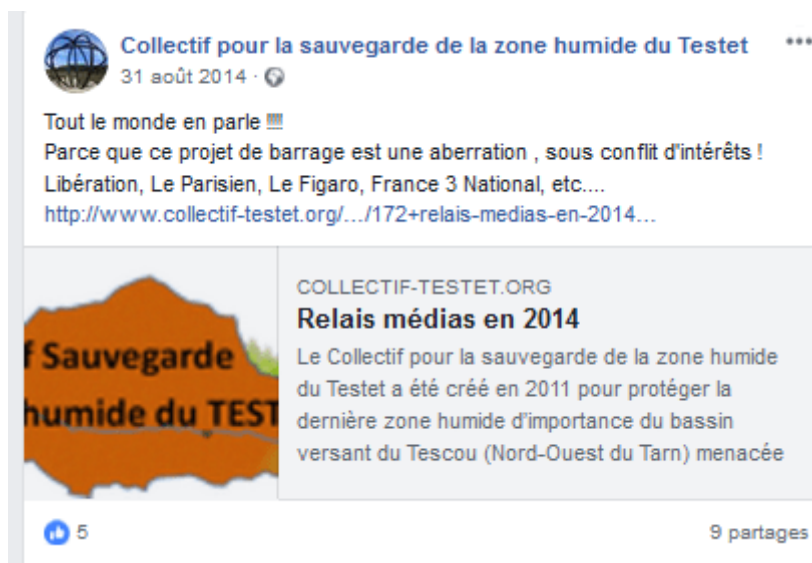 Collectif pour la sauvegarde de la zone humide du Testet
31 août 2014 ·
Tout le monde en parle !!!!
Parce que ce projet de barrage est une aberration , sous conflit d'intérêts !
Libération, Le Parisien, Le Figaro, France 3 National, etc....
http://www.collectif-testet.org/.../172+relais-medias-en-2014...
f Sauvegarde
humide du TEST
COLLECTIF-TESTET.ORG
Relais médias en 2014
Le Collectif pour la sauvegarde de la zone humide
du Testet a été créé en 2011 pour protéger la
dernière zone humide d'importance du bassin
versant du Tescou (Nord-Ouest du Tarn) menacée
5
9 partages